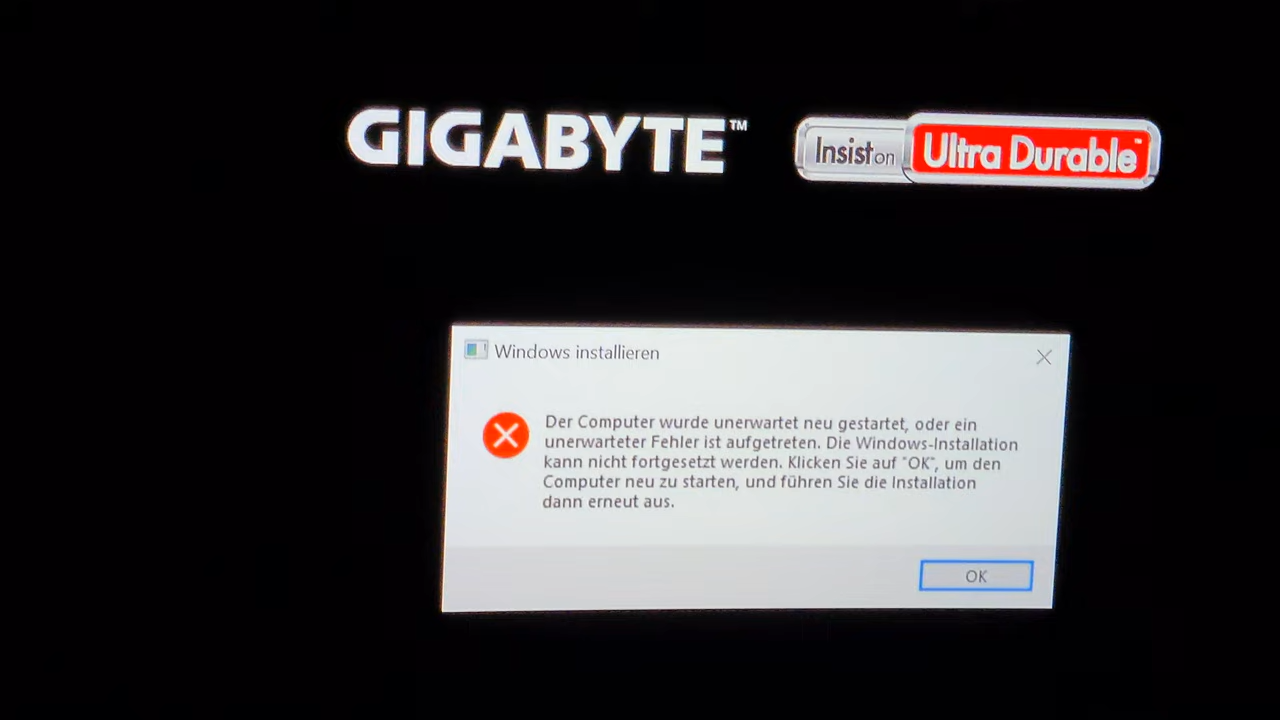 GIGABYTE™ Insist on Ultra Durable™
Windows installieren
Der Computer wurde unerwartet neu gestartet, oder ein
unerwarteter Fehler ist aufgetreten. Die Windows-Installation
kann nicht fortgesetzt werden. Klicken Sie auf "OK", um den
Computer neu zu starten, und führen Sie die Installation
dann erneut aus.
OK